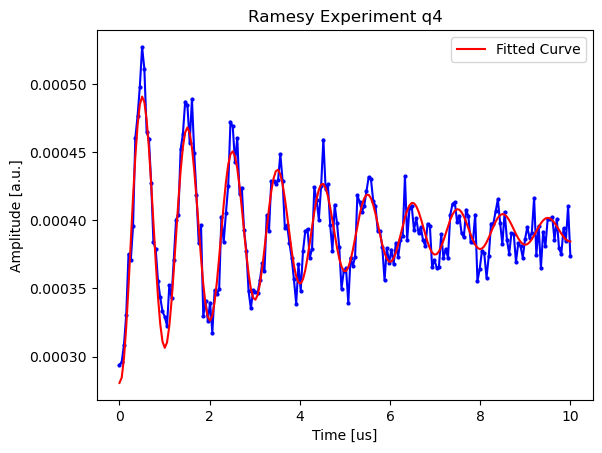 Ramesy Experiment q4
Fitted Curve
Amplitude [a.u.]
0.00050
0.00045
0.00040
0.00035
0.00030
0 2 4 6 8 10
Time [us]